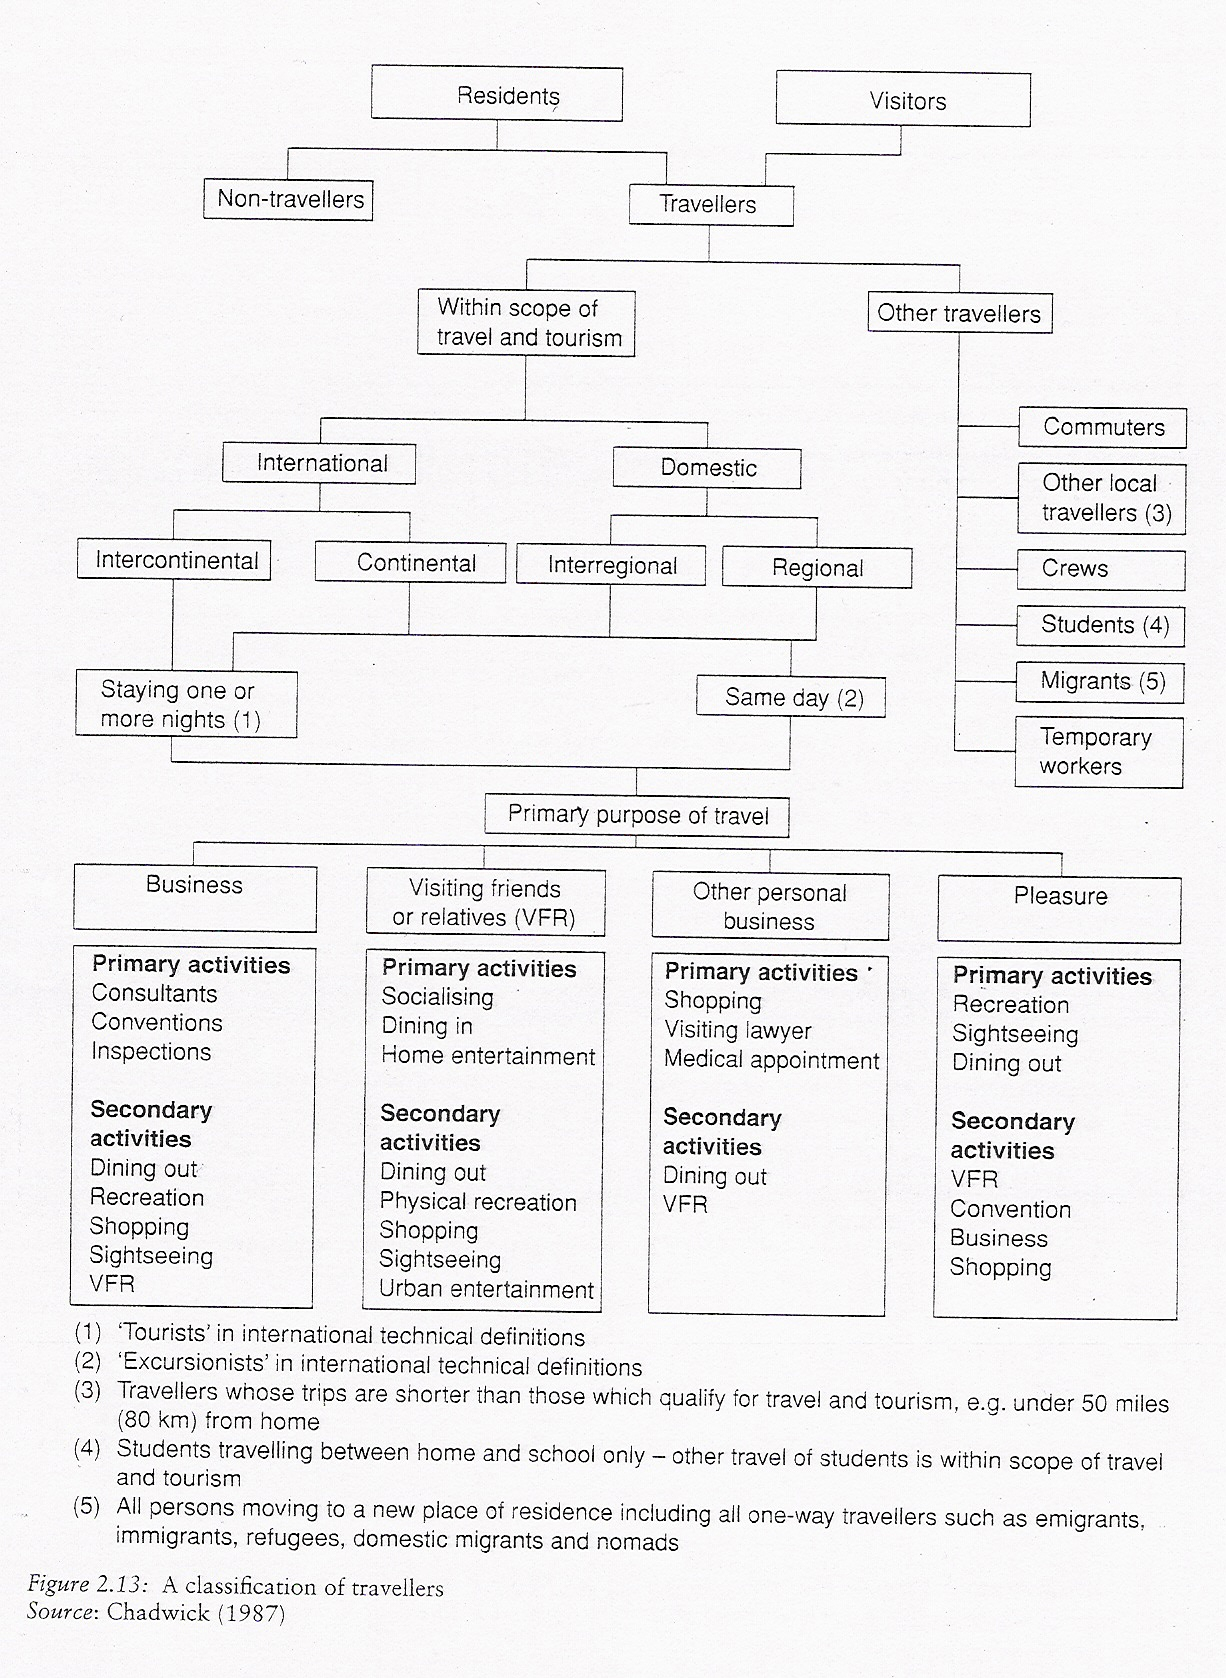 Residents
Visitors
Non-travellers
Travellers
Within scope of
travel and tourism
Other travellers
Commuters
Other local
travellers (3)
Crews
Students (4)
Migrants (5)
Temporary
workers
International
Domestic
Intercontinental
Continental
Interregional
Regional
Staying one or
more nights (1)
Same day (2)
Primary purpose of travel
Business
Visiting friends
or relatives (VFR)
Other personal
business
Pleasure
Primary activities
Consultants
Conventions
Inspections
Secondary
activities
Dining out
Recreation
Shopping
Sightseeing
VFR
Primary activities
Socialising
Dining in
Home entertainment
Secondary
activities
Dining out
Physical recreation
Shopping
Sightseeing
Urban entertainment
Primary activities
Shopping
Visiting lawyer
Medical appointment
Secondary
activities
Dining out
VFR
Primary activities
Recreation
Sightseeing
Dining out
Secondary
activities
VFR
Convention
Business
Shopping
(1) 'Tourists' in international technical definitions
(2) 'Excursionists' in international technical definitions
(3) Travellers whose trips are shorter than those which qualify for travel and tourism, e.g. under 50 miles
(80 km) from home
(4) Students travelling between home and school only – other travel of students is within scope of travel
and tourism
(5) All persons moving to a new place of residence including all one-way travellers such as emigrants,
immigrants, refugees, domestic migrants and nomads
Figure 2.13: A classification of travellers
Source: Chadwick (1987)